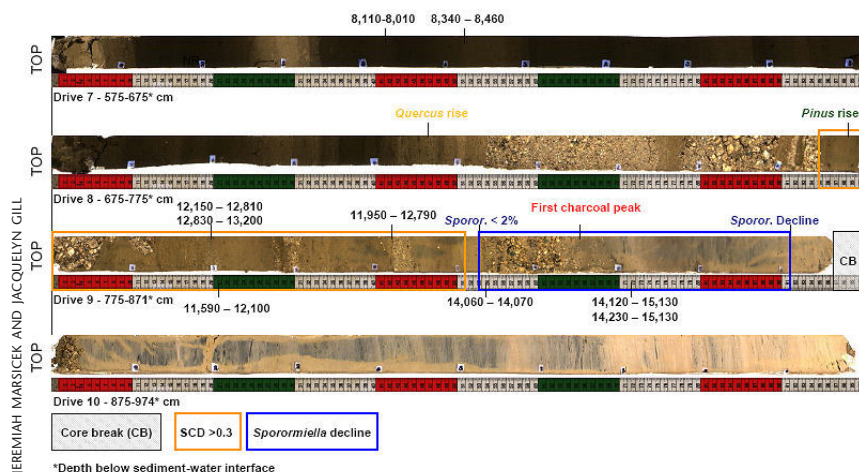 8,110-8,010
8,340 – 8,460
TOP
Drive 7 - 575-675* cm
Quercus rise
Pinus rise
TOP
Drive 8 - 675-775* cm
12,150 – 12,810
12,830 – 13,200
11,950 – 12,790
Sporor. < 2%
First charcoal peak
Sporor. Decline
TOP
CB
Drive 9 - 775-871* cm
11,590 – 12,100
14,060 – 14,070
14,120 – 15,130
14,230 – 15,130
TOP
Drive 10 - 875-974* cm
Core break (CB)
SCD >0.3
Sporormiella decline
*Depth below sediment-water interface
JEREMIAH MARSICEK AND JACQUELYN GILL